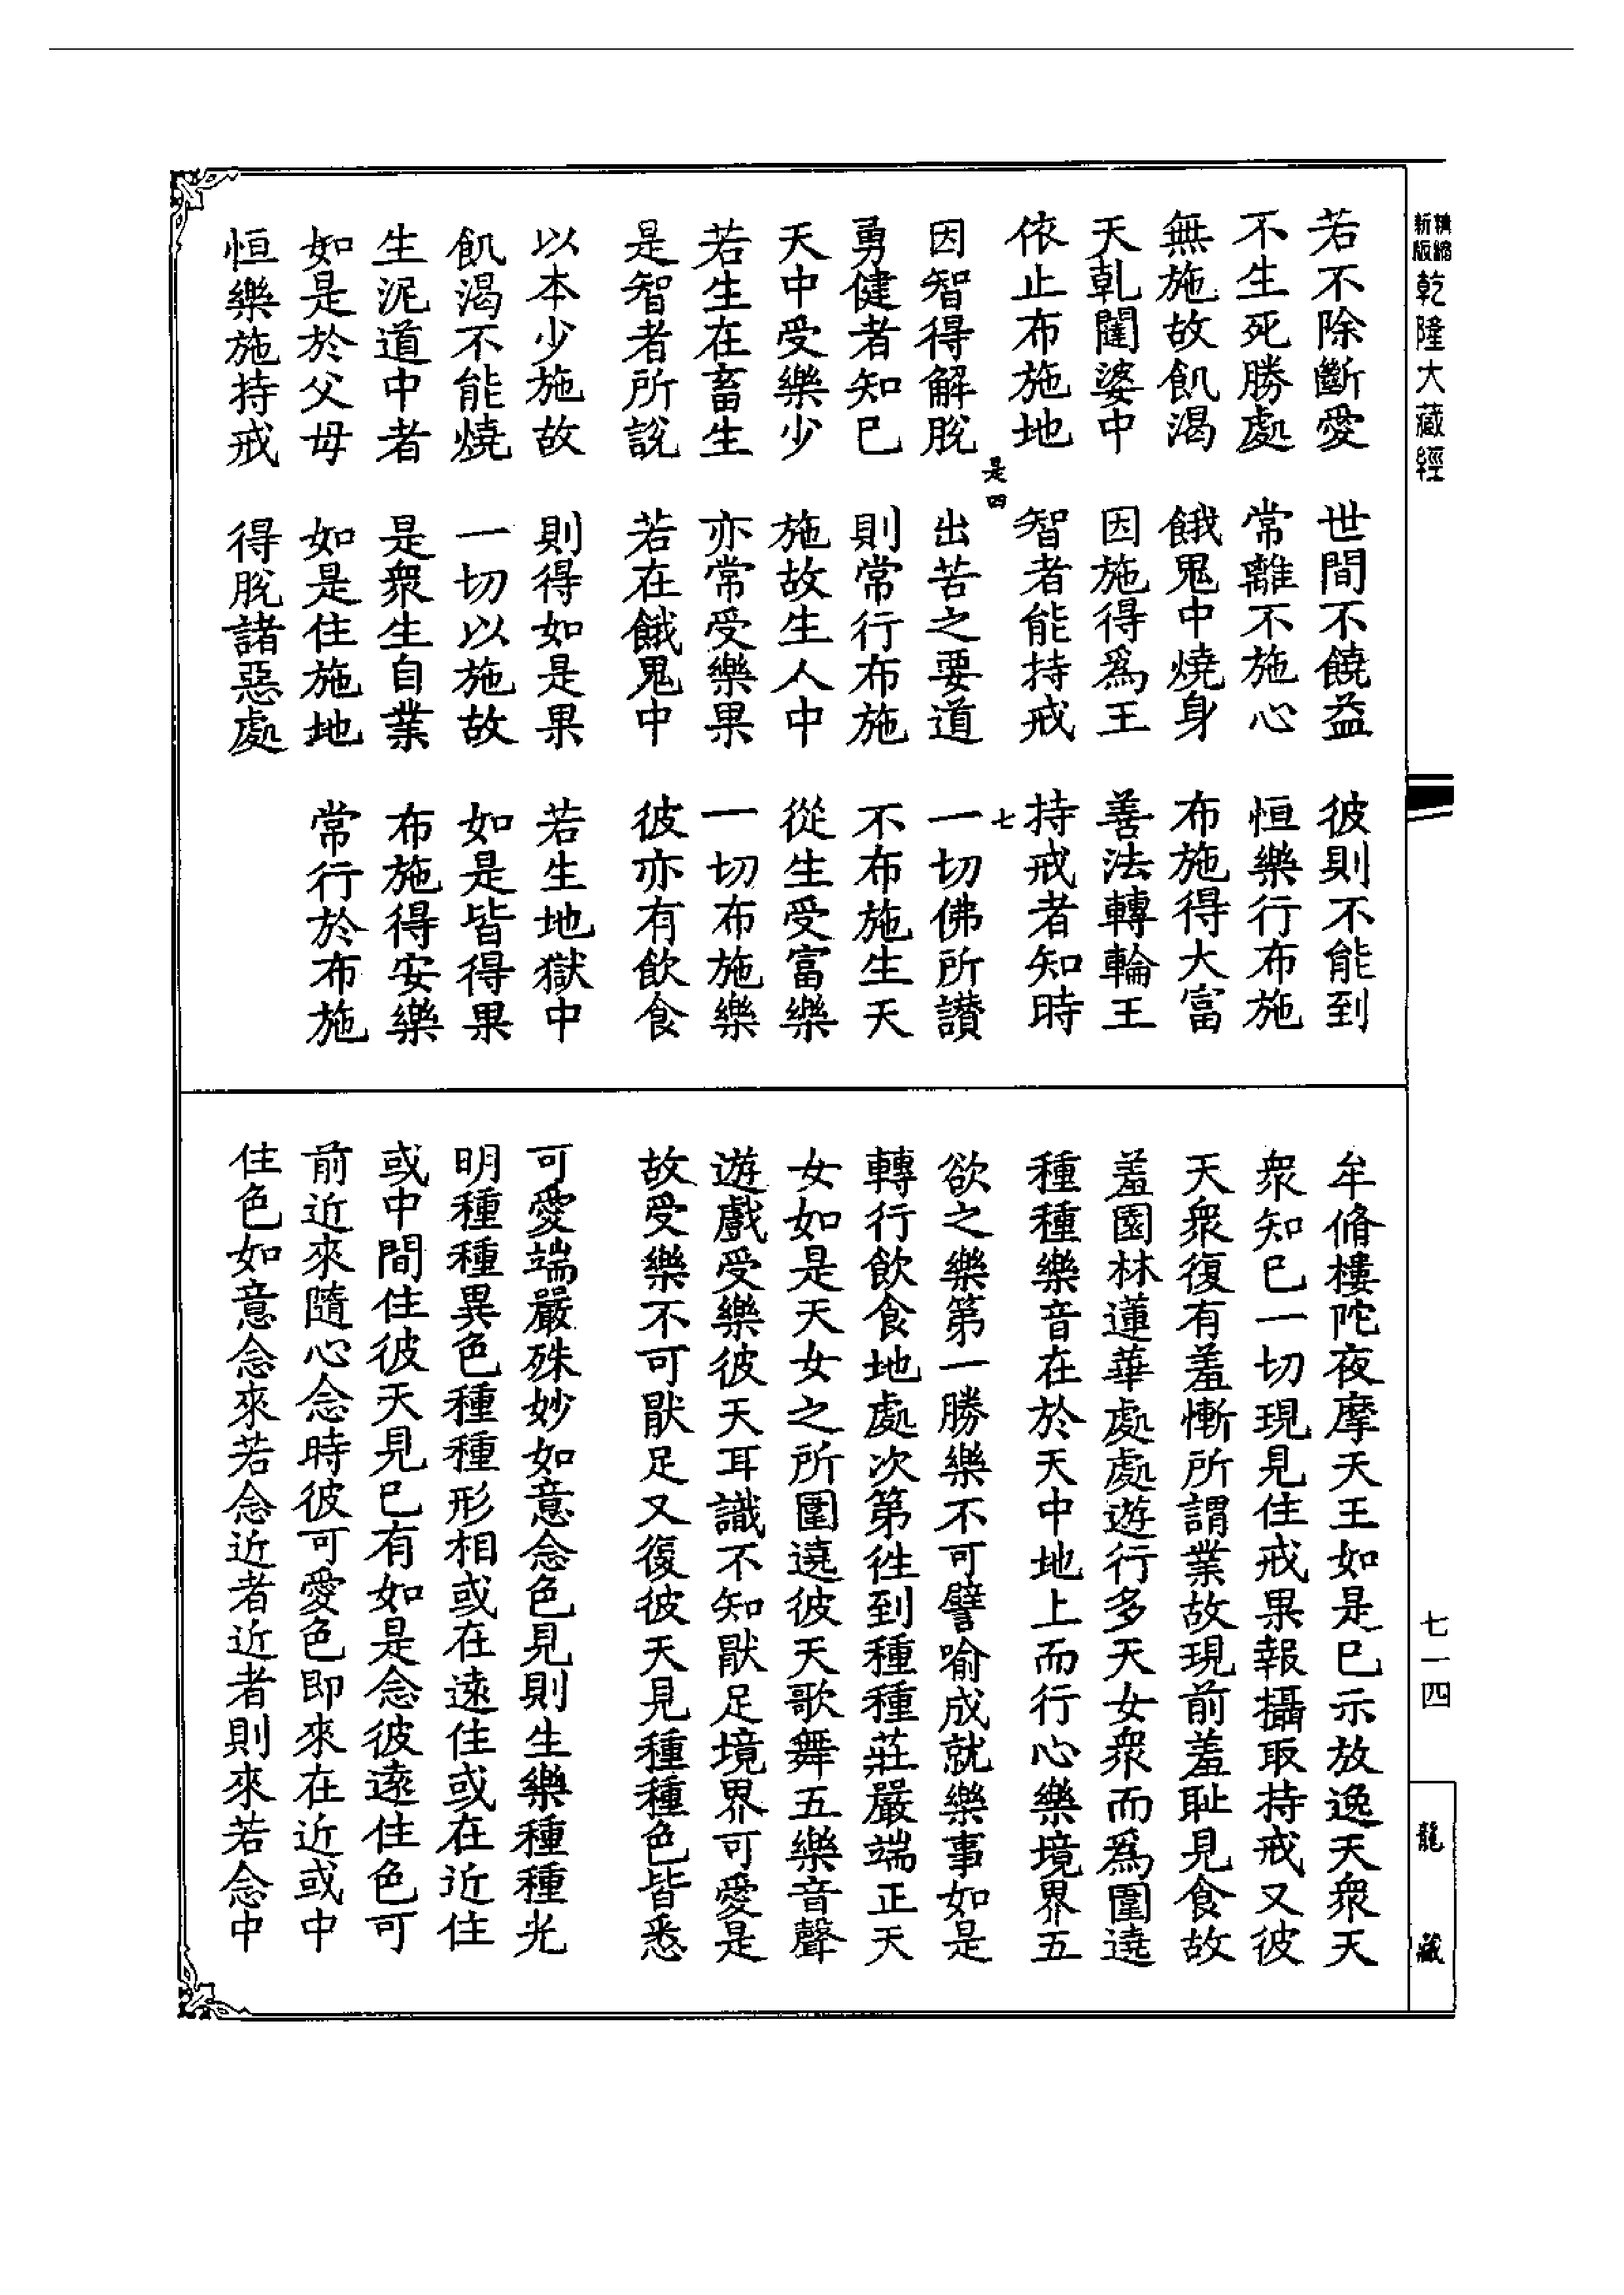 精縮新版乾隆大藏經
若不除斷愛　世間不饒益　彼則不能到
不生死勝處　常離不施心　恒樂行布施
無施故飢渴　餓鬼中燒身　布施得大富
天乹闥婆中　因施得爲王　善法轉輪王
依止布施地　智者能持戒　持戒者知時
是四　七
因智得解脫　出苦之要道　一切佛所讃
勇健者知已　則常行布施　不布施生天
天中受樂少　施故生人中　從生受富樂
若生在畜生　亦常受樂果　一切布施樂
是智者所說　若在餓鬼中　彼亦有飲食
以本少施故　則得如是果　若生地獄中
飢渴不能燒　一切以施故　如是皆得果
生泥道中者　是衆生自業　布施得安樂
如是於父母　如是住施地　常行於布施
恒樂施持戒　得脫諸惡處
牟脩樓陀夜摩天王如是已示放逸天衆天
衆知已一切現見住戒果報攝取持戒又彼
天衆復有羞慚所謂業故現前羞恥見食故
羞園林蓮華處處遊行多天女衆而爲圍遶
種種樂音在於天中地上而行心樂境界五
欲之樂第一勝樂不可譬喻成就樂事如是
轉行飲食地處次第徃到種種莊嚴端正天
女如是天女之所圍遶彼天歌舞五樂音聲
遊戲受樂彼天耳識不知猒足境界可愛是
故受樂不可猒足又復彼天見種種色皆悉
可愛端嚴殊妙如意念色見則生樂種種光
明種種異色種種形相或在遠住或在近住
或中間住彼天見已有如是念彼遠住色可
前近來隨心念時彼可愛色即來在近或中
住色如意念來若念近者近者則來若念中
七一四
龍藏